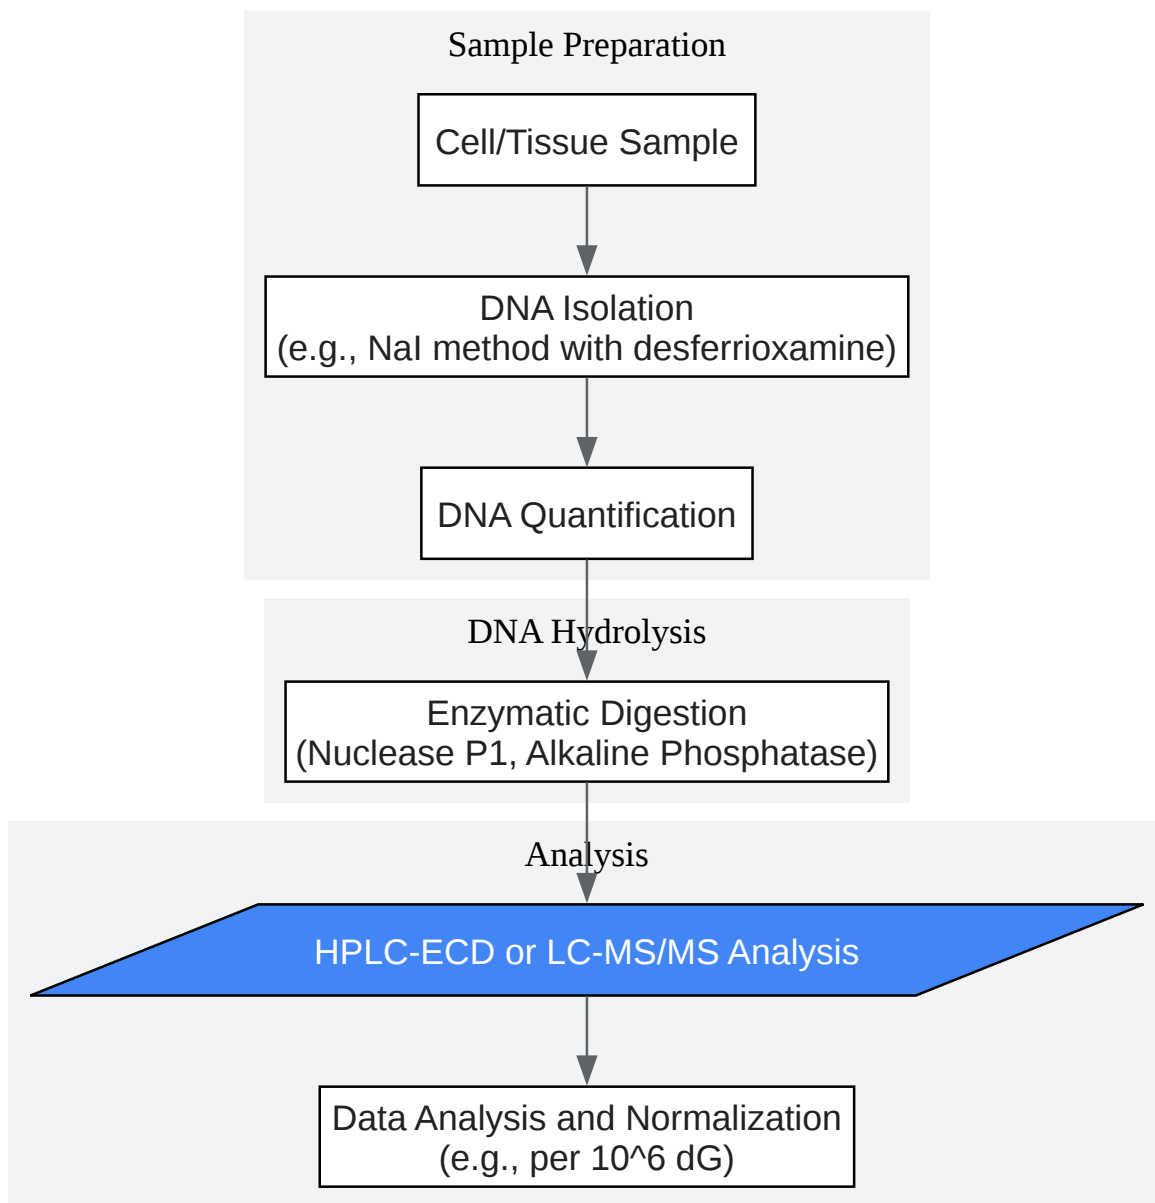 Sample Preparation
Cell/Tissue Sample
DNA Isolation
(e.g., NaI method with desferrioxamine)
DNA Quantification
DNA Hydrolysis
Enzymatic Digestion
(Nuclease P1, Alkaline Phosphatase)
Analysis
HPLC-ECD or LC-MS/MS Analysis
Data Analysis and Normalization
(e.g., per 10^6 dG)